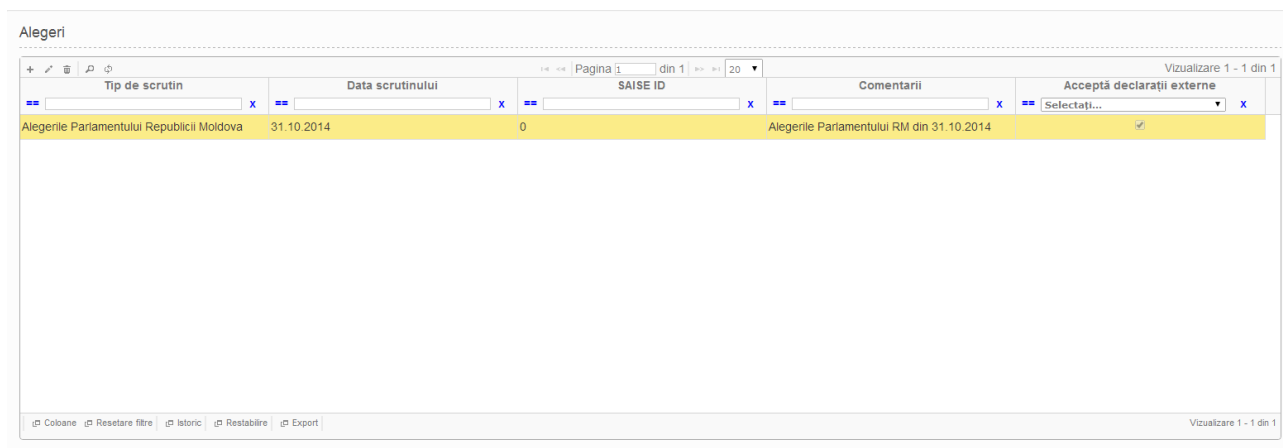 Alegeri
Pagina 1 din 1 20 Vizualizare 1 - 1 din 1
Tip de scrutin Data scrutinului SAISE ID Comentarii Acceptă declarații externe
== x == x == x == x == Selectați... x
Alegerile Parlamentului Republicii Moldova 31.10.2014 0 Alegerile Parlamentului RM din 31.10.2014
Coloane Resetare filtre Istoric Restabilire Export Vizualizare 1 - 1 din 1